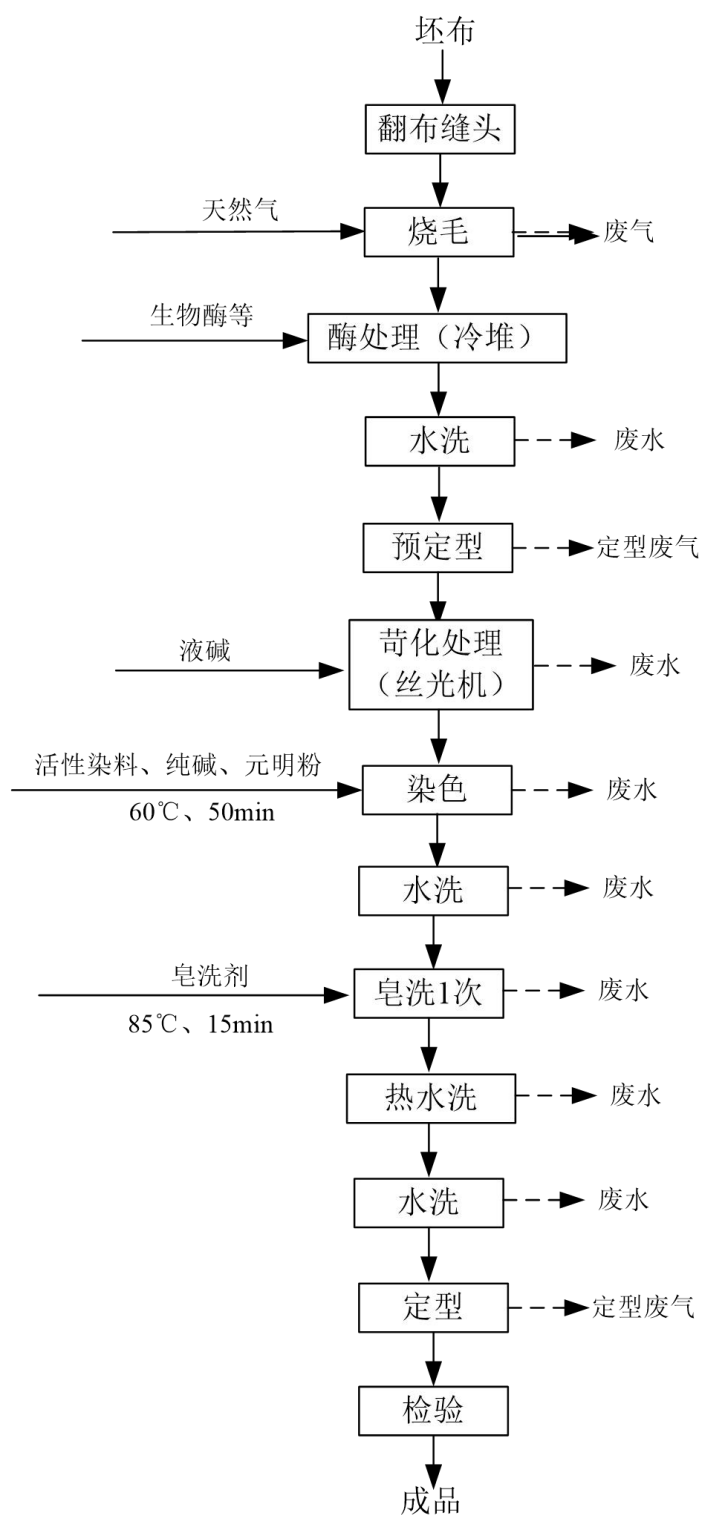 坯布
翻布缝头
天然气
烧毛
废气
生物酶等
酶处理（冷堆）
水洗
废水
预定型
定型废气
液碱
苛化处理
（丝光机）
废水
活性染料、纯碱、元明粉
60℃、50min
染色
废水
水洗
废水
皂洗剂
85℃、15min
皂洗1次
废水
热水洗
废水
水洗
废水
定型
定型废气
检验
成品